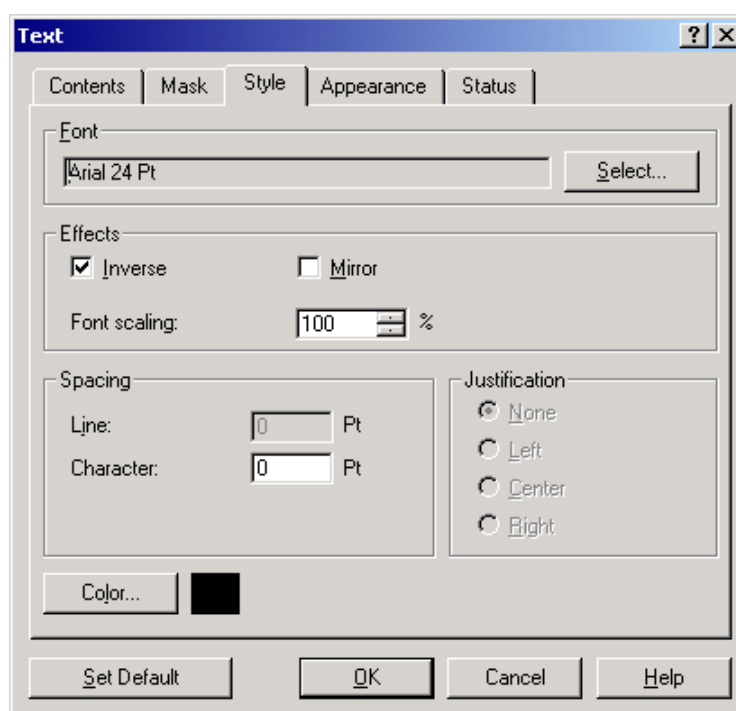 Text
Contents Mask Style Appearance Status
Font
Arial 24 Pt Select...
Effects
Inverse Mirror
Font scaling: 100 %
Spacing Justification
None
Line: 0 Pt
Left
Character: 0 Pt
Center
Right
Color...
Set Default OK Cancel Help